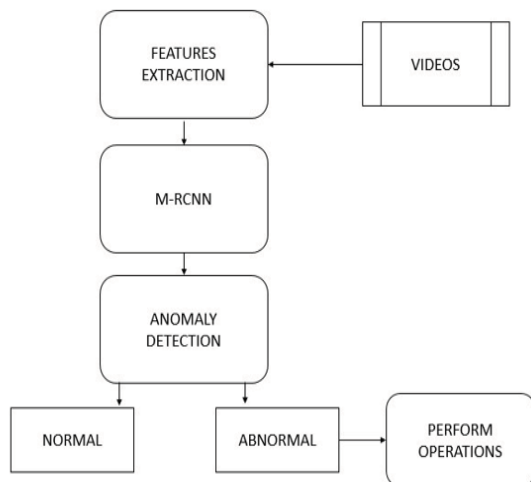 FEATURES
EXTRACTION
VIDEOS
M-RCNN
ANOMALY
DETECTION
NORMAL
ABNORMAL
PERFORM
OPERATIONS